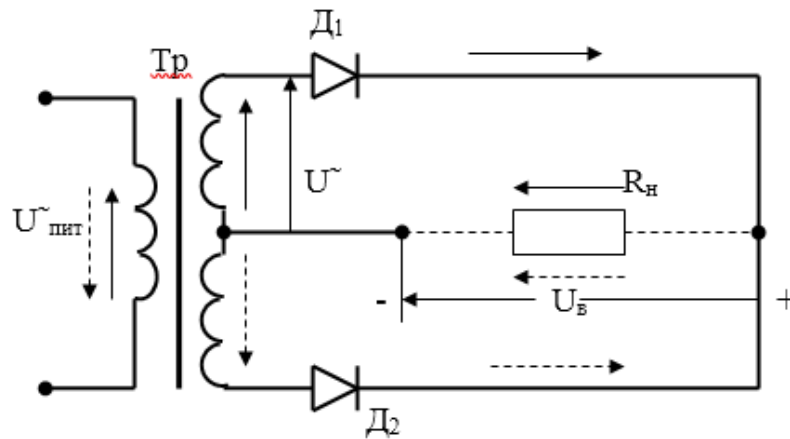 Д₁
Тр
U˜
Rн
U˜пит
- Uв +
Д₂